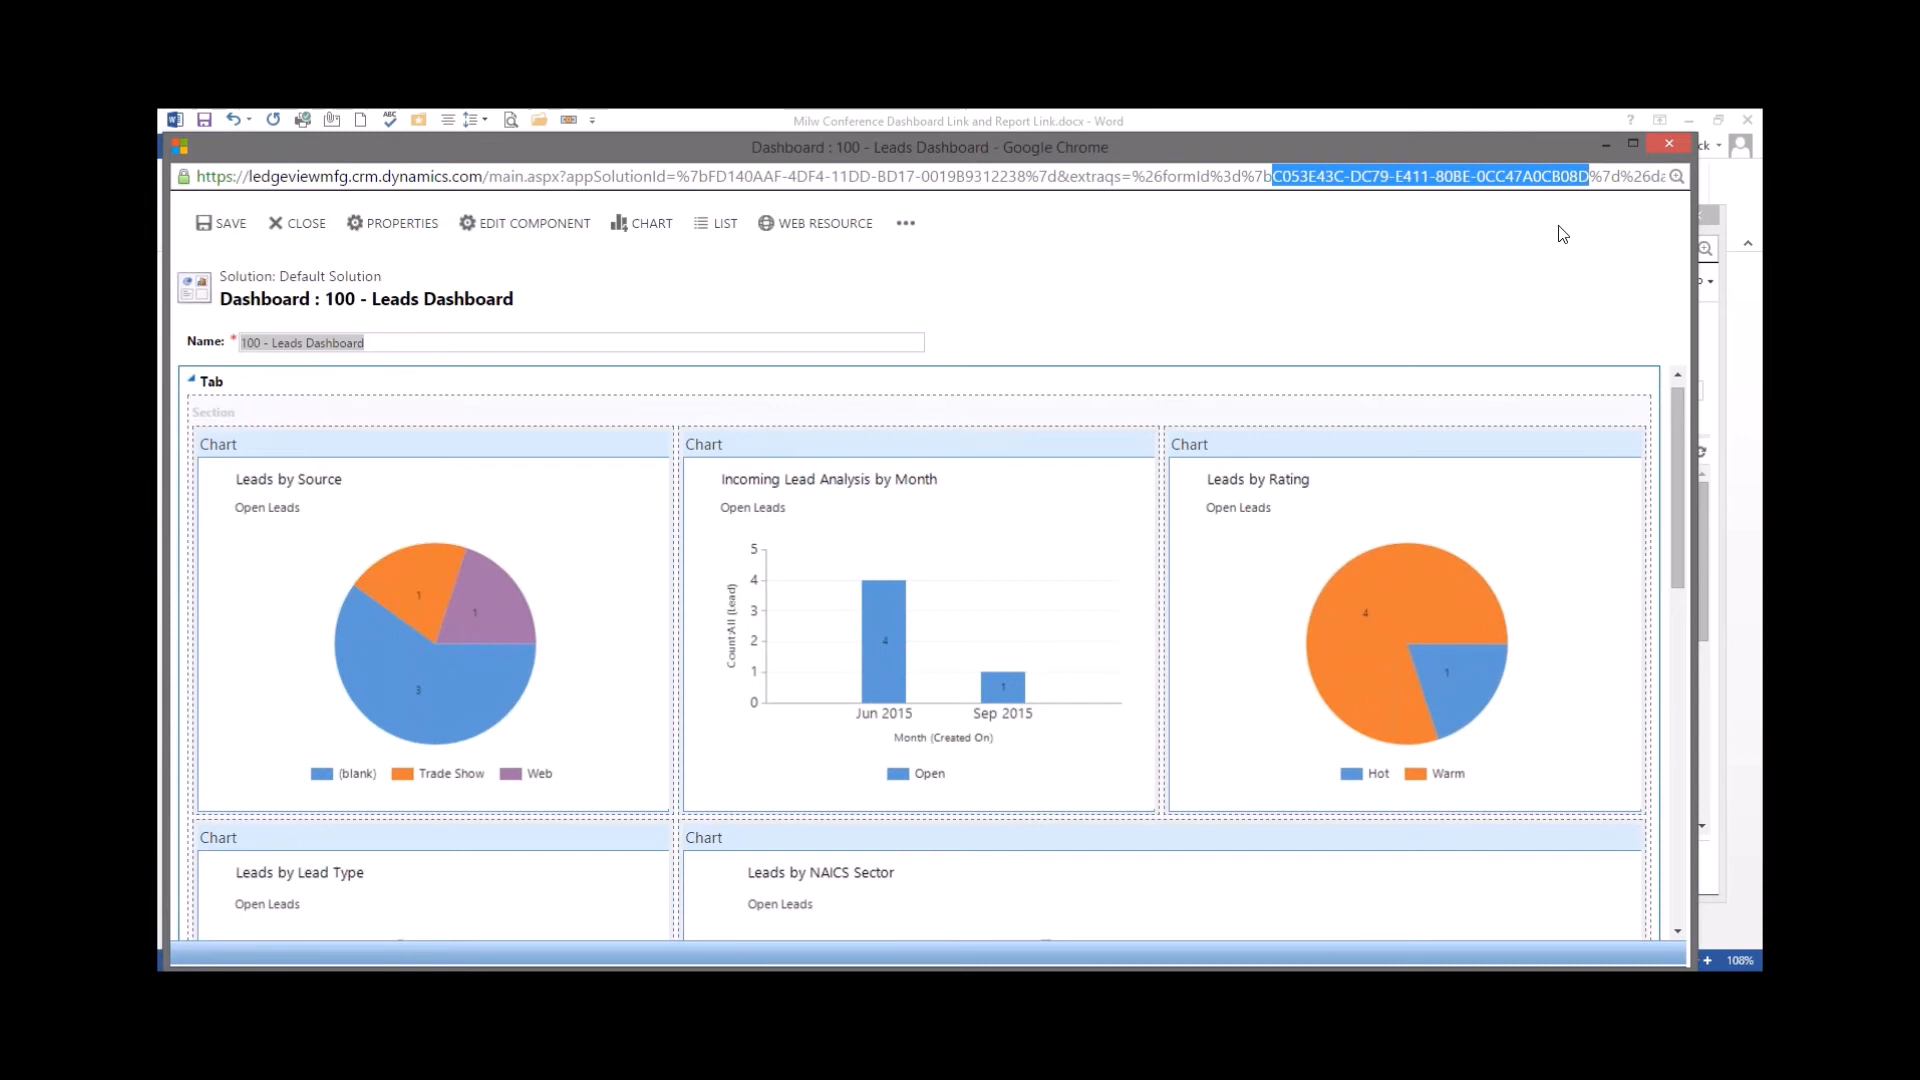 Milw Conference Dashboard Link and Report Link.docx - Word
?
Dashboard : 100 - Leads Dashboard - Google Chrome
ck
https://ledgeviewmfg.crm.dynamics.com/main.aspx?appSolutionId=%7bFD140AAF-4DF4-11DD-BD17-0019B9312238%7d&extraqs=%26formId%3d%7bC053E43C-DC79-E411-80BE-0CC47A0CB08D%7d%26da
SAVE CLOSE PROPERTIES EDIT COMPONENT CHART LIST WEB RESOURCE •••
Solution: Default Solution
Dashboard : 100 - Leads Dashboard
Name: * 100 - Leads Dashboard
Tab
Section
Chart
Leads by Source
Open Leads
1
1
3
(blank) Trade Show Web
Chart
Incoming Lead Analysis by Month
Open Leads
CountAll (Lead)
5
4
3
2
1
0
4
1
Jun 2015 Sep 2015
Month (Created On)
Open
Chart
Leads by Rating
Open Leads
4
1
Hot Warm
Chart
Leads by Lead Type
Open Leads
Chart
Leads by NAICS Sector
Open Leads
+ 108%